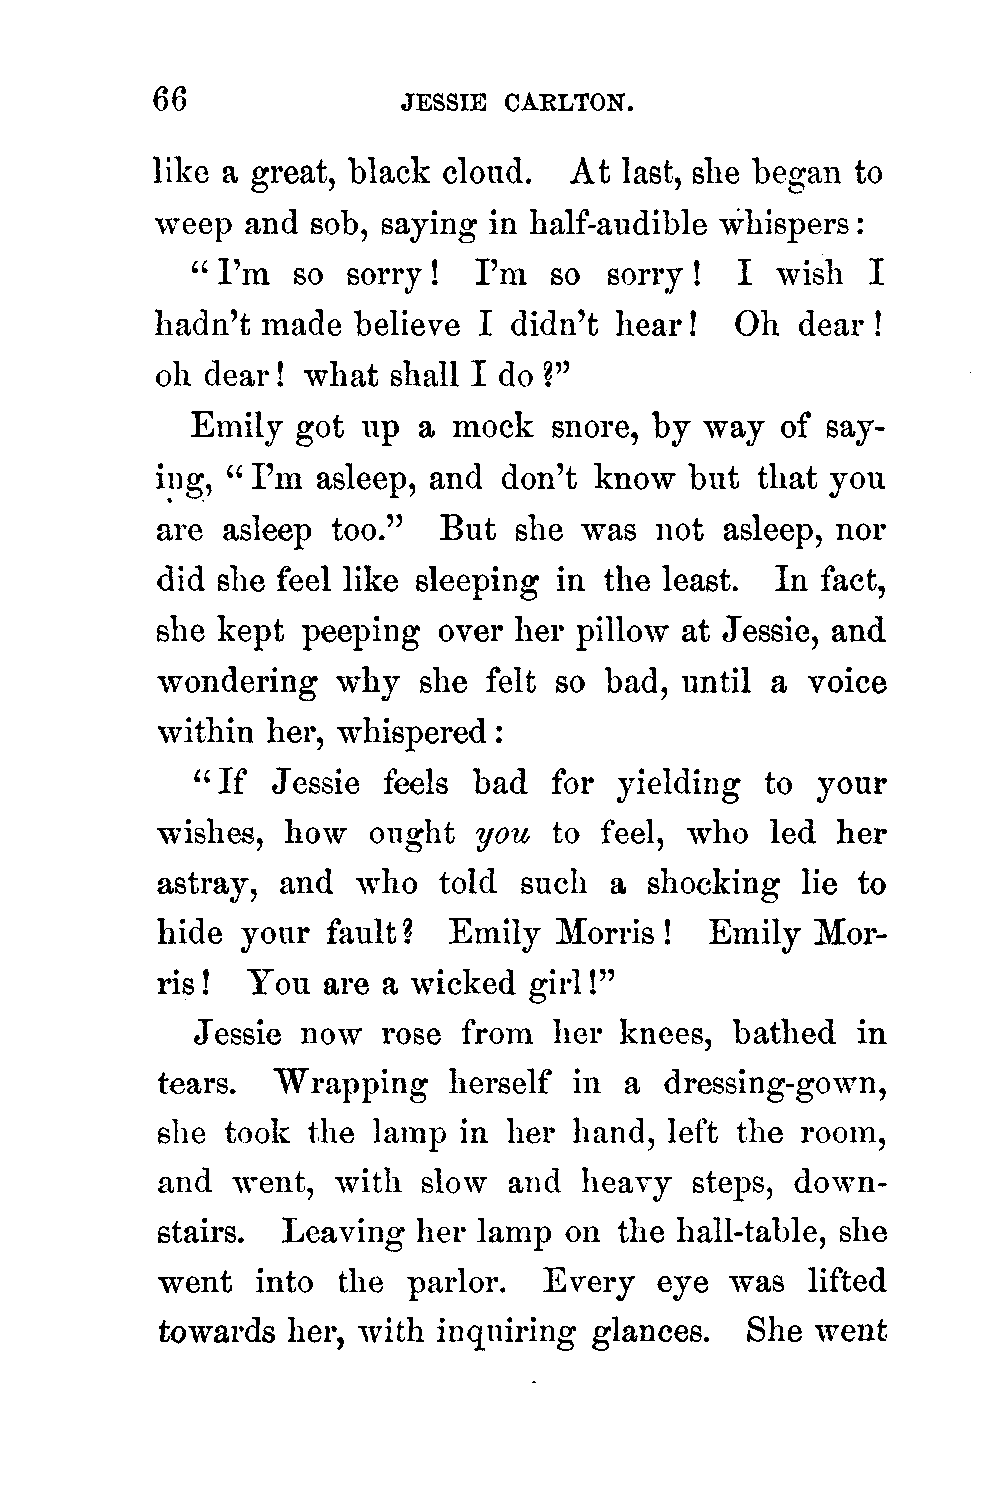 66 JESSIE CARLTON.
like a great, black cloud. At last, she began to
weep and sob, saying in half-audible whispers:
“I’m so sorry! I’m so sorry! I wish I
hadn’t made believe I didn’t hear! Oh dear!
oh dear! what shall I do?”
Emily got up a mock snore, by way of say-
ing, “I’m asleep, and don’t know but that you
are asleep too.” But she was not asleep, nor
did she feel like sleeping in the least. In fact,
she kept peeping over her pillow at Jessie, and
wondering why she felt so bad, until a voice
within her, whispered:
“If Jessie feels bad for yielding to your
wishes, how ought you to feel, who led her
astray, and who told such a shocking lie to
hide your fault? Emily Morris! Emily Mor-
ris! You are a wicked girl!”
Jessie now rose from her knees, bathed in
tears. Wrapping herself in a dressing-gown,
she took the lamp in her hand, left the room,
and went, with slow and heavy steps, down-
stairs. Leaving her lamp on the hall-table, she
went into the parlor. Every eye was lifted
towards her, with inquiring glances. She went